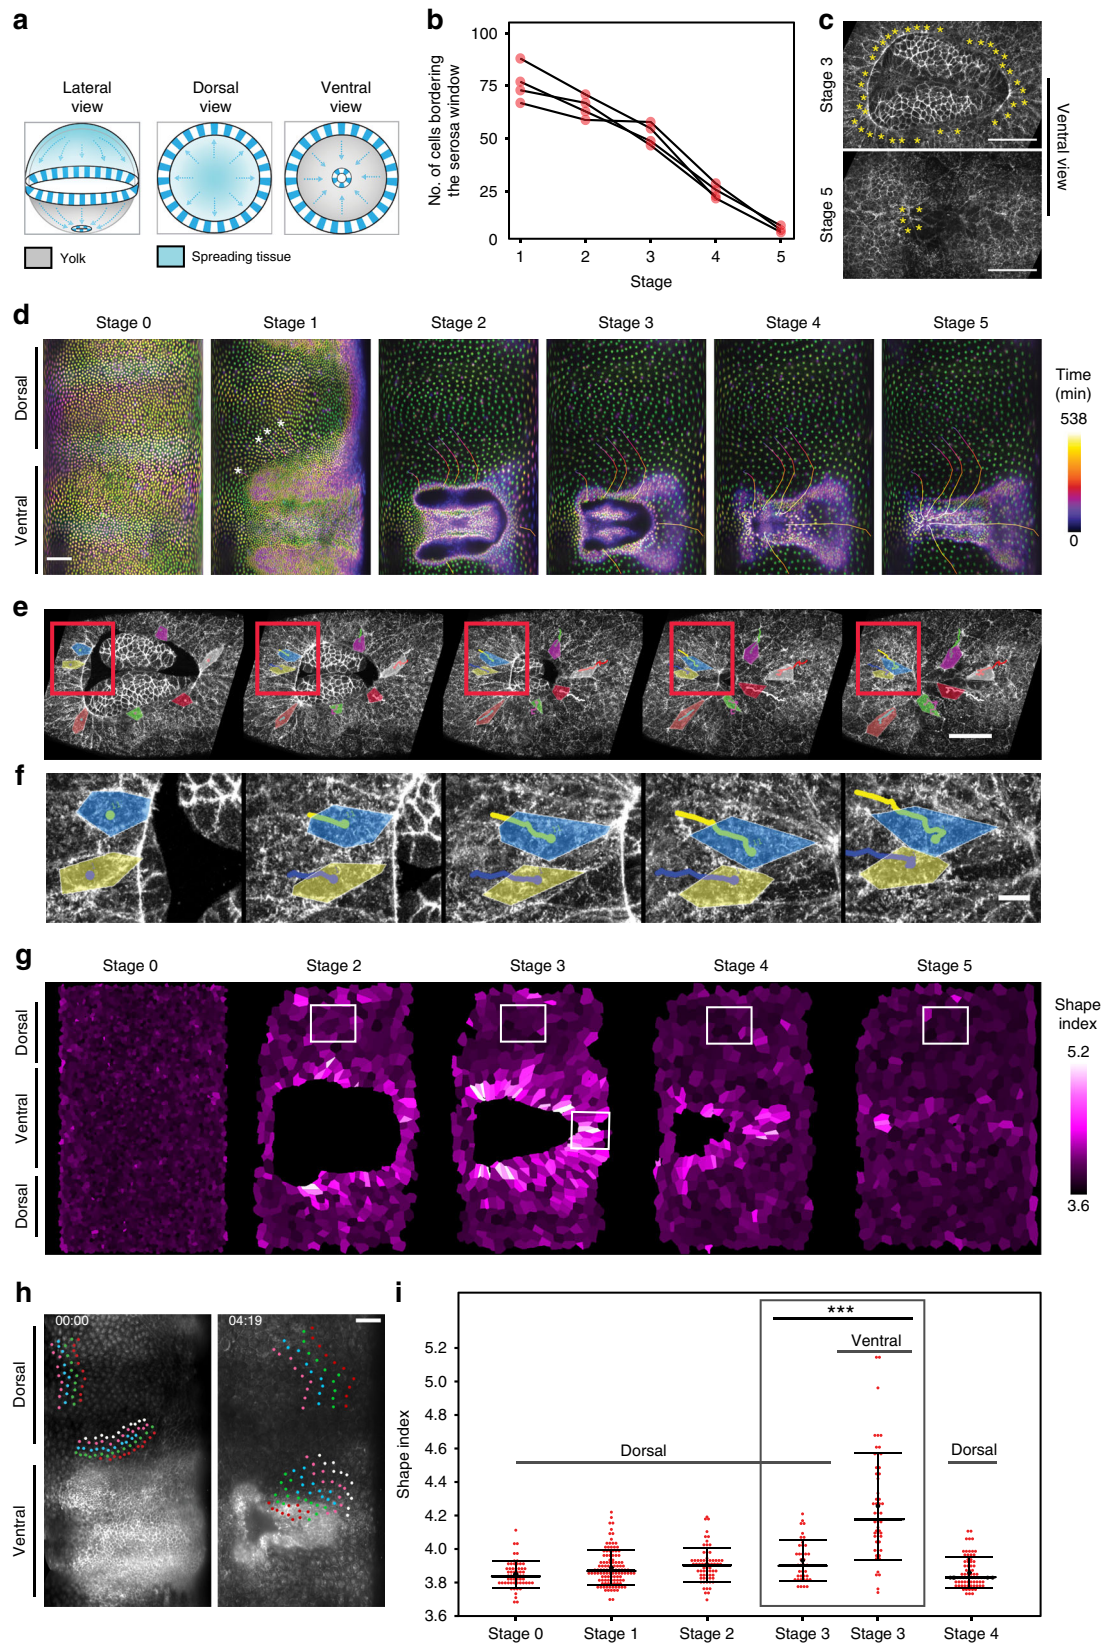 a
Lateral view
Dorsal view
Ventral view
Yolk
Spreading tissue
b
No. of cells bordering the serosa window
100
75
50
25
0
1 2 3 4 5
Stage
c
Stage 3
Stage 5
Ventral view
d
Stage 0 Stage 1 Stage 2 Stage 3 Stage 4 Stage 5
Dorsal
Ventral
Time (min)
538
0
e
f
g
Stage 0 Stage 2 Stage 3 Stage 4 Stage 5
Dorsal
Ventral
Dorsal
Shape index
5.2
3.6
h
00:00
04:19
Dorsal
Ventral
i
Shape index
5.2
5.0
4.8
4.6
4.4
4.2
4.0
3.8
3.6
Dorsal
***
Ventral
Dorsal
Stage 0 Stage 1 Stage 2 Stage 3 Stage 3 Stage 4